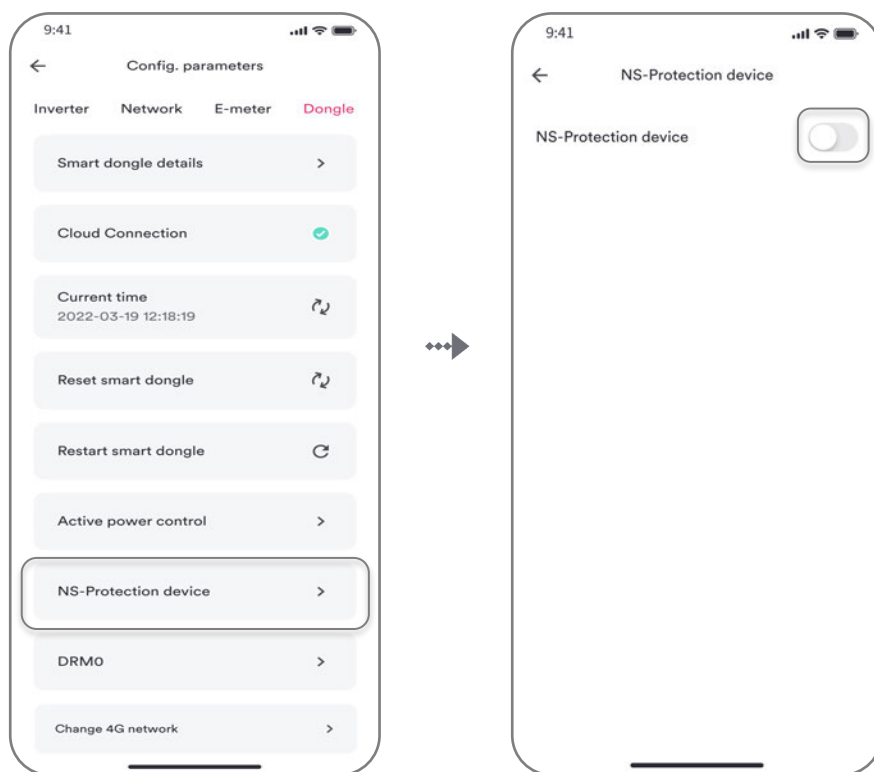 9:41
Config. parameters
Inverter Network E-meter Dongle
Smart dongle details
Cloud Connection
Current time
2022-03-19 12:18:19
Reset smart dongle
Restart smart dongle
Active power control
NS-Protection device
DRM0
Change 4G network
9:41
NS-Protection device
NS-Protection device